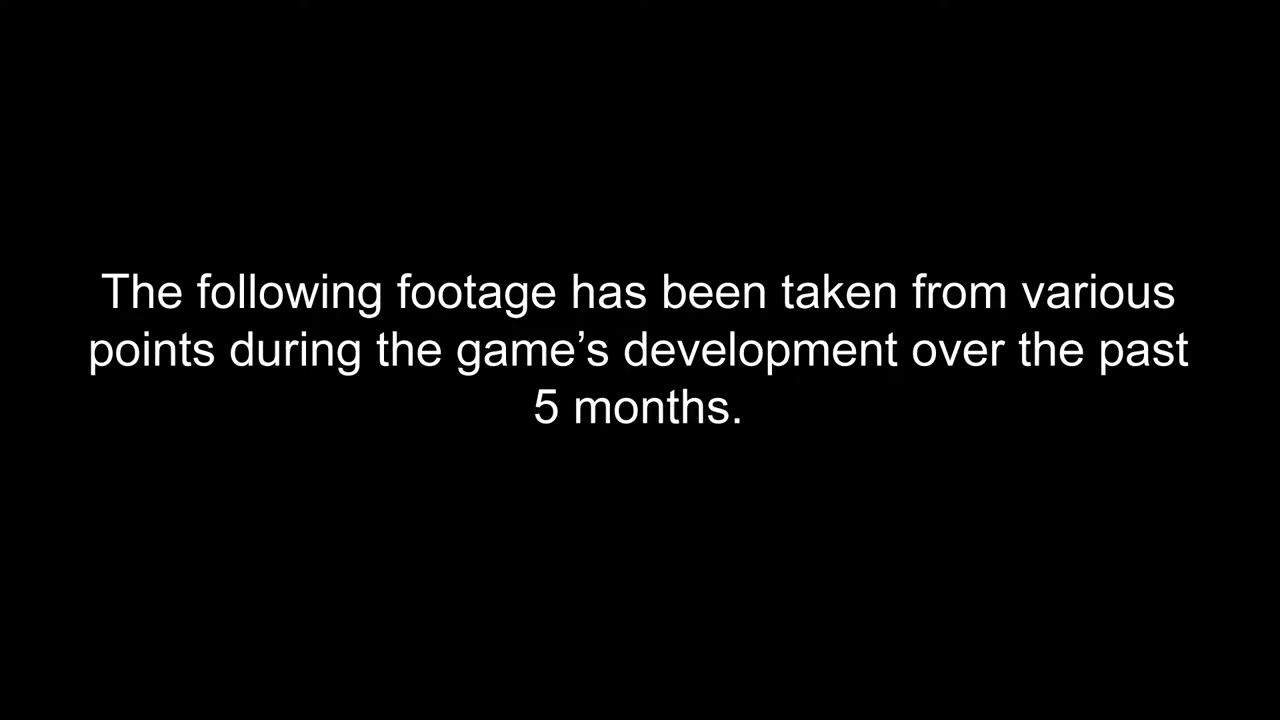 The following footage has been taken from various
points during the game’s development over the past
5 months.